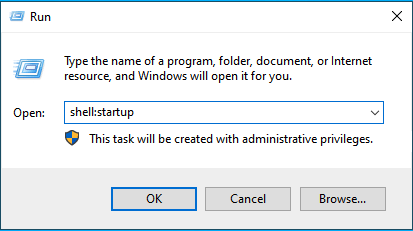 Run
Type the name of a program, folder, document, or Internet
resource, and Windows will open it for you.
Open: shell:startup
This task will be created with administrative privileges.
OK Cancel Browse...